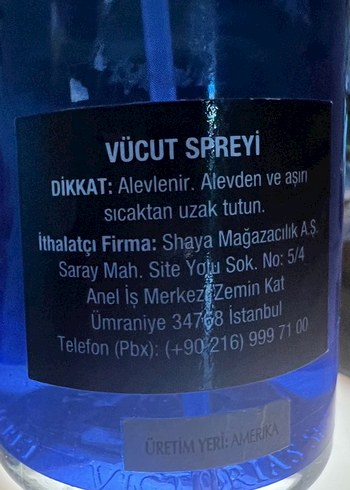 VÜCUT SPREYİ
DİKKAT: Alevlenir. Alevden ve aşırı
sıcaktan uzak tutun.
İthalatçı Firma: Shaya Mağazacılık A.Ş.
Saray Mah. Site Yolu Sok. No: 5/4
Anel İş Merkezi Zemin Kat
Ümraniye 34768 İstanbul
Telefon (Pbx): (+90 216) 999 71 00
ÜRETİM YERİ: AMERİKA